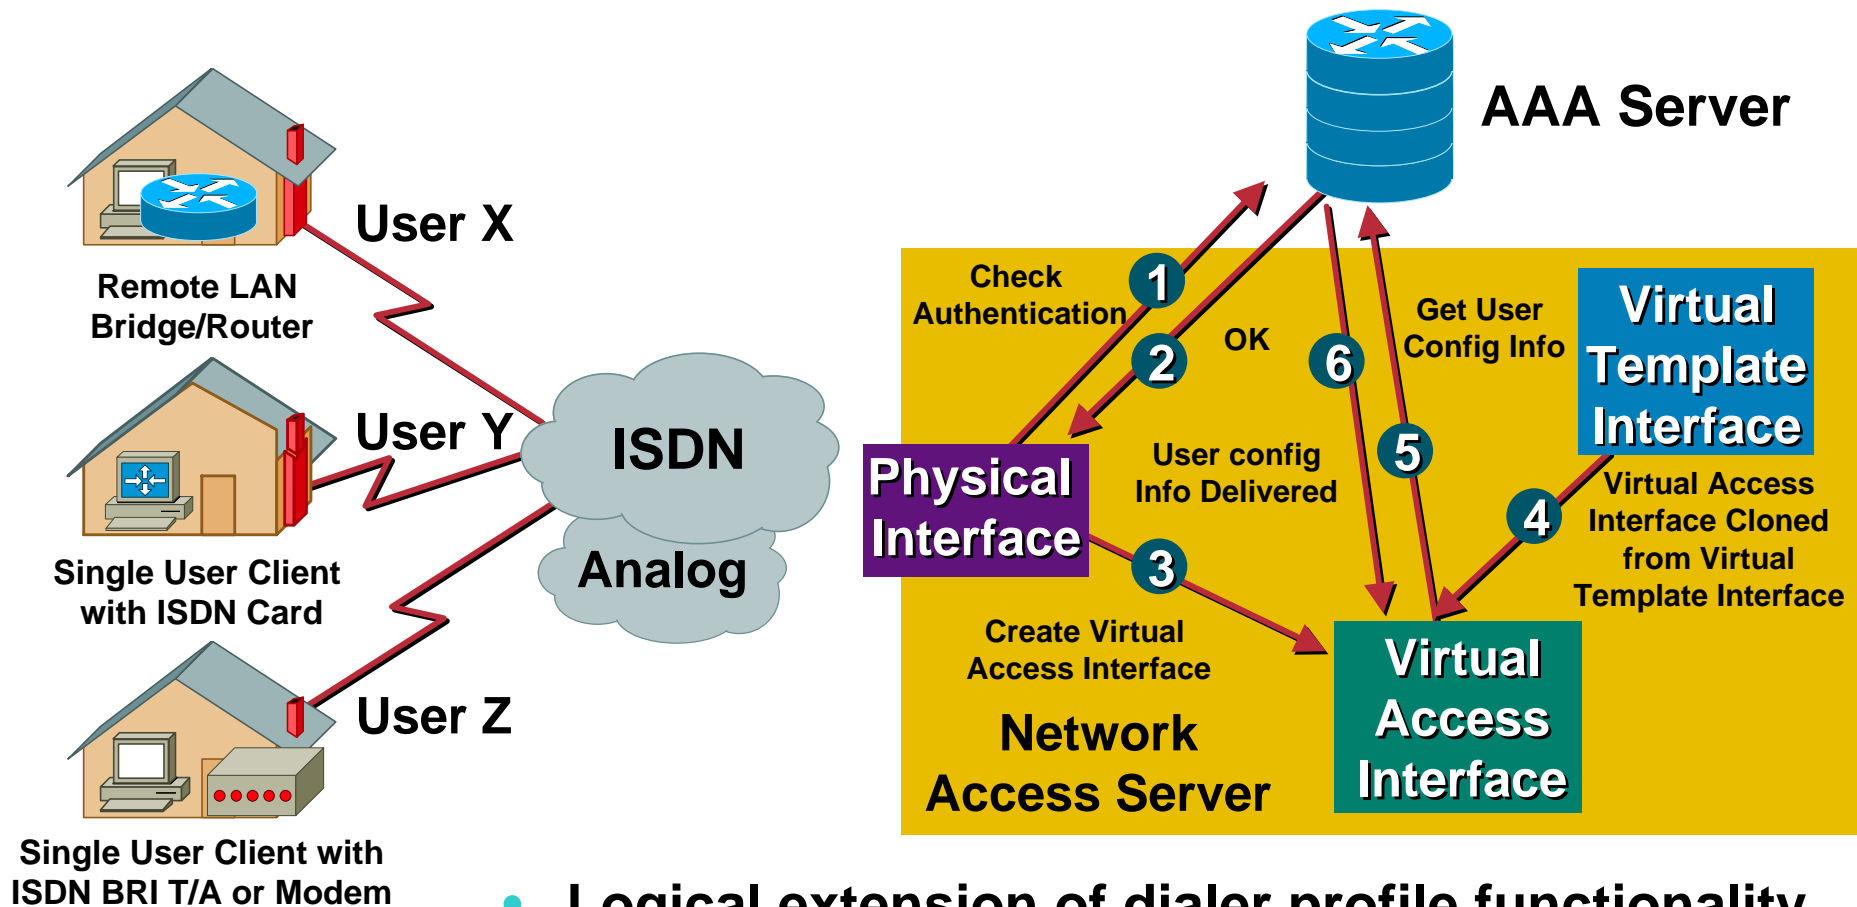 AAA Server
User X
Remote LAN
Bridge/Router
User Y
Single User Client
with ISDN Card
User Z
Single User Client with
ISDN BRI T/A or Modem
ISDN
Analog
Check
Authentication
1
2
OK
6
Get User
Config Info
Virtual
Template
Interface
Physical
Interface
User config
Info Delivered
5
4
Virtual Access
Interface Cloned
from Virtual
Template Interface
3
Create Virtual
Access Interface
Virtual
Access
Interface
Network
Access Server
• Logical extension of dialer profile functionality